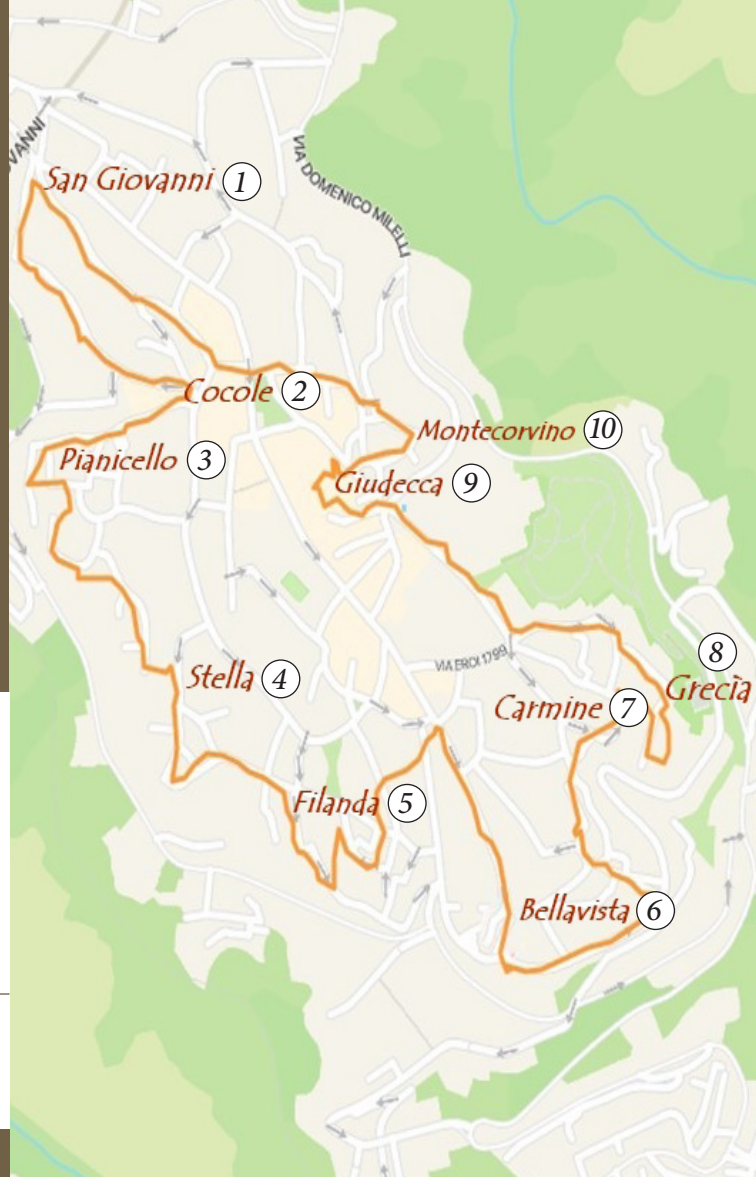 OVANNI
VIA DOMENICO MILELLI
San Giovanni 1
Cocole 2
Montecorvino 10
Pianicello 3
Giudecca 9
VIA EROI 1799
8
Stella 4
Grecìa
Carmine 7
Filanda 5
Bellavista 6